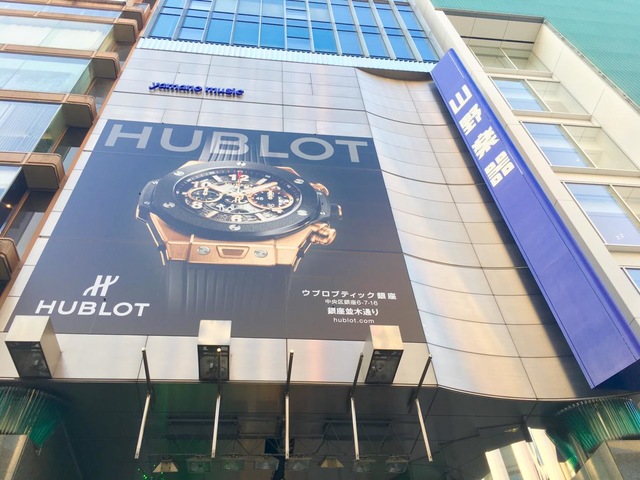 yamano music
山野楽器
HUBLOT
HUBLOT
ウブロブティック銀座
中央区銀座6-7-16
銀座並木通り
hublot.com